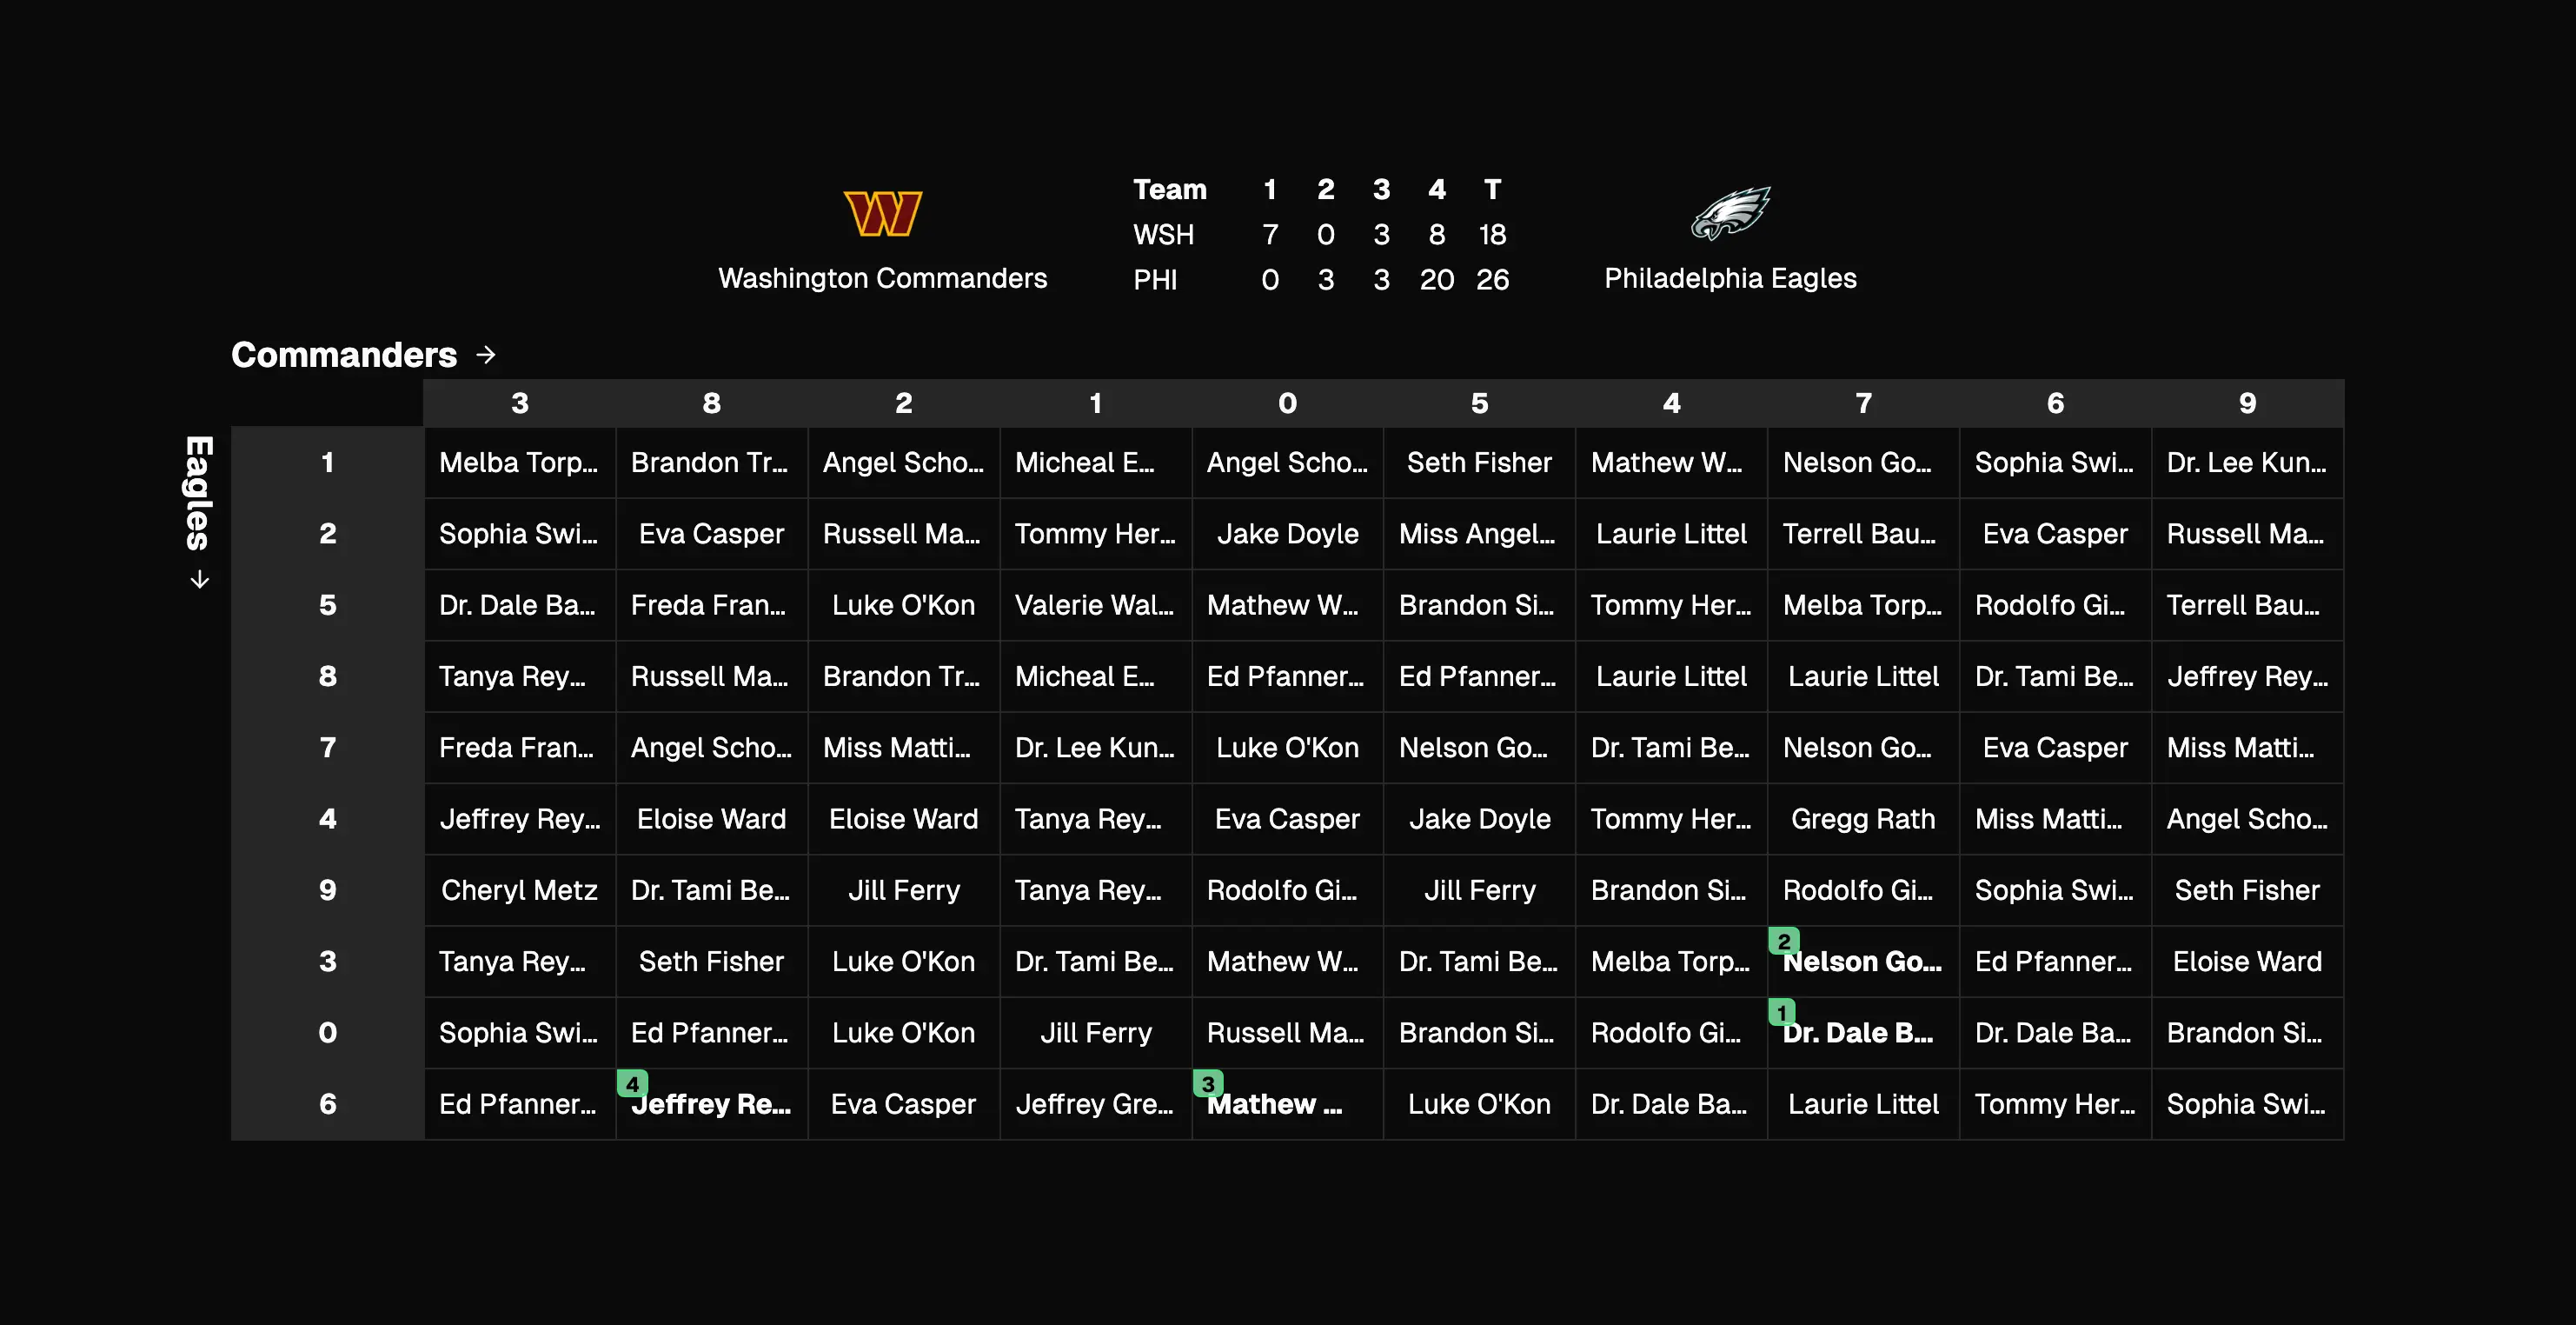 Team 1 2 3 4 T
WSH 7 0 3 8 18
PHI 0 3 3 20 26
Washington Commanders
Philadelphia Eagles
Commanders →
Eagles →
3 8 2 1 0 5 4 7 6 9
1 Melba Torp... Brandon Tr... Angel Scho... Micheal E... Angel Scho... Seth Fisher Mathew W... Nelson Go... Sophia Swi... Dr. Lee Kun...
2 Sophia Swi... Eva Casper Russell Ma... Tommy Her... Jake Doyle Miss Angel... Laurie Littel Terrell Bau... Eva Casper Russell Ma...
5 Dr. Dale Ba... Freda Fran... Luke O'Kon Valerie Wal... Mathew W... Brandon Si... Tommy Her... Melba Torp... Rodolfo Gi... Terrell Bau...
8 Tanya Rey... Russell Ma... Brandon Tr... Micheal E... Ed Pfanner... Ed Pfanner... Laurie Littel Laurie Littel Dr. Tami Be... Jeffrey Rey...
7 Freda Fran... Angel Scho... Miss Matti... Dr. Lee Kun... Luke O'Kon Nelson Go... Dr. Tami Be... Nelson Go... Eva Casper Miss Matti...
4 Jeffrey Rey... Eloise Ward Eloise Ward Tanya Rey... Eva Casper Jake Doyle Tommy Her... Gregg Rath Miss Matti... Angel Scho...
9 Cheryl Metz Dr. Tami Be... Jill Ferry Tanya Rey... Rodolfo Gi... Jill Ferry Brandon Si... Rodolfo Gi... Sophia Swi... Seth Fisher
3 Tanya Rey... Seth Fisher Luke O'Kon Dr. Tami Be... Mathew W... Dr. Tami Be... Melba Torp... 2 Nelson Go... Ed Pfanner... Eloise Ward
0 Sophia Swi... Ed Pfanner... Luke O'Kon Jill Ferry Russell Ma... Brandon Si... Rodolfo Gi... 1 Dr. Dale B... Dr. Dale Ba... Brandon Si...
6 Ed Pfanner... 4 Jeffrey Re... Eva Casper Jeffrey Gre... 3 Mathew ... Luke O'Kon Dr. Dale Ba... Laurie Littel Tommy Her... Sophia Swi...